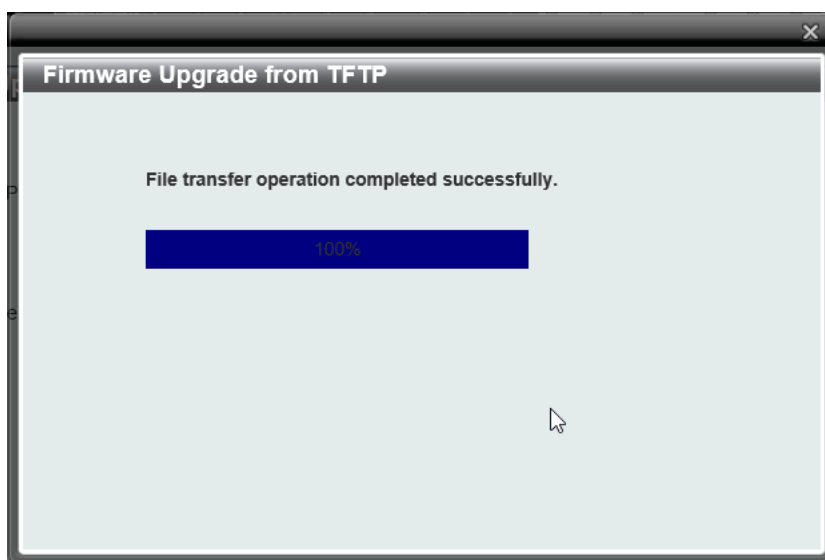 Firmware Upgrade from TFTP
File transfer operation completed successfully.
100%